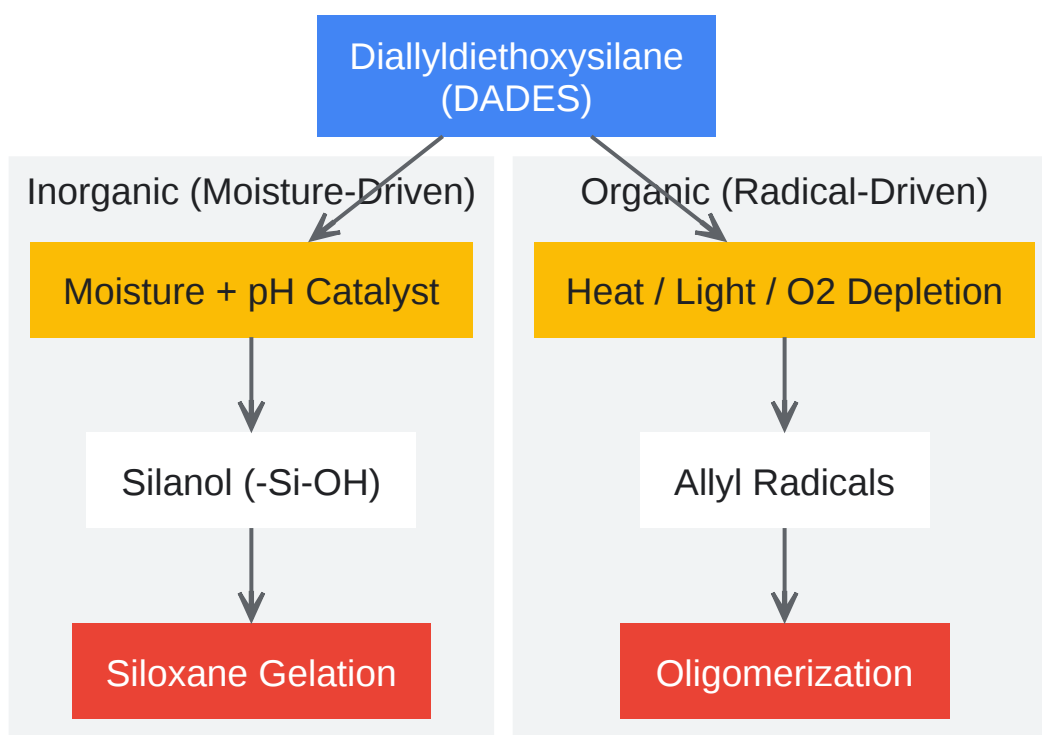 Diallyldiethoxysilane
(DADES)
Inorganic (Moisture-Driven)
Organic (Radical-Driven)
Moisture + pH Catalyst
Heat / Light / O2 Depletion
Silanol (-Si-OH)
Allyl Radicals
Siloxane Gelation
Oligomerization